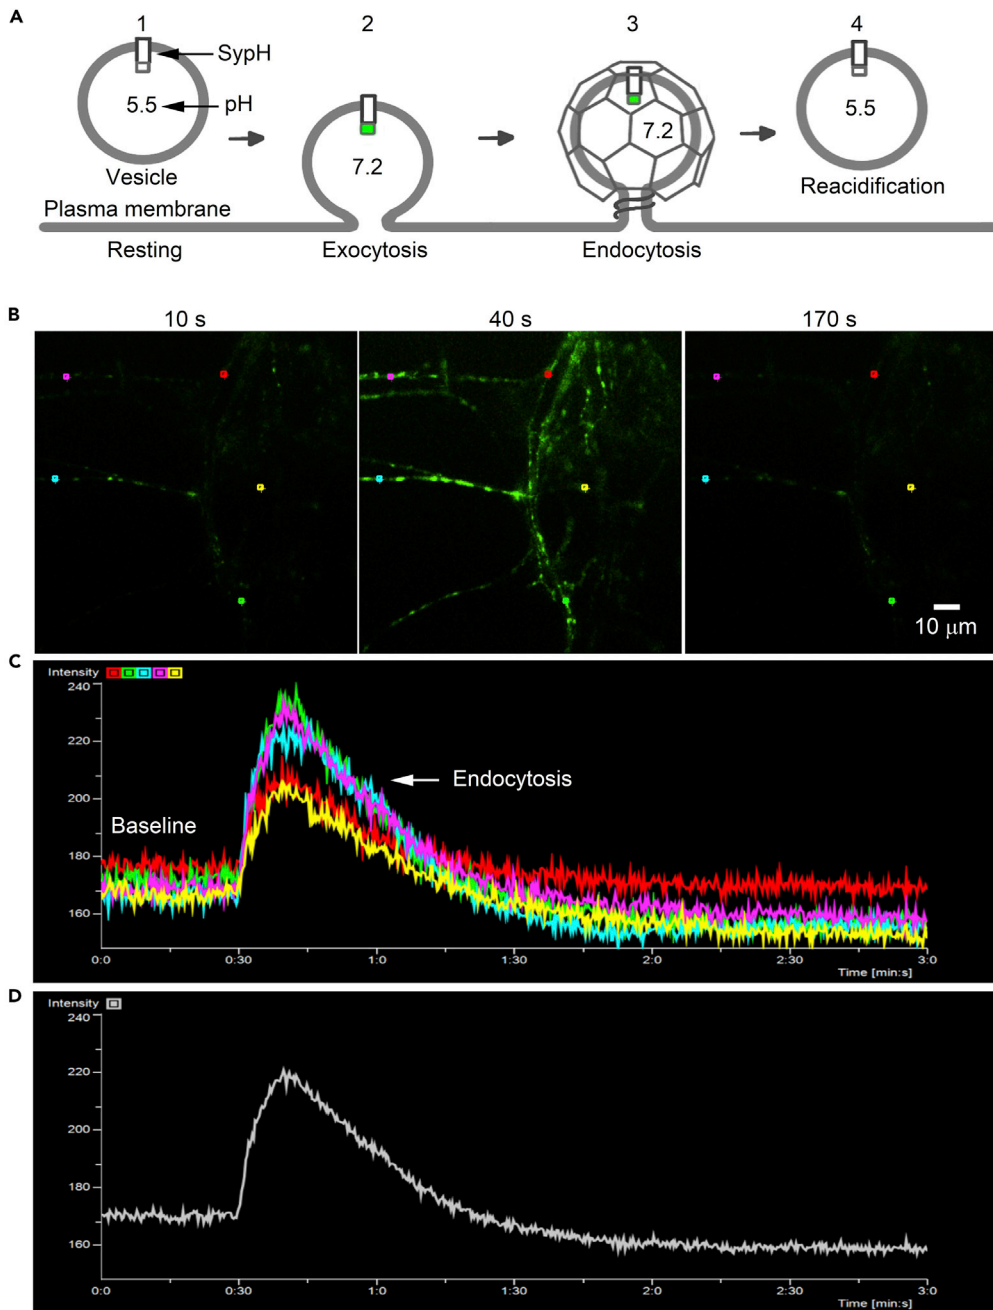 A
1
2
3
4
SypH
5.5
pH
7.2
7.2
5.5
Vesicle
Reacidification
Plasma membrane
Resting
Exocytosis
Endocytosis
B
10 s
40 s
170 s
10 μm
C
Intensity
240
220
200
180
160
Baseline
Endocytosis
0:0
0:30
1:0
1:30
2:0
2:30
3:0
Time [min:s]
D
Intensity
240
220
200
180
160
0:0
0:30
1:0
1:30
2:0
2:30
3:0
Time [min:s]